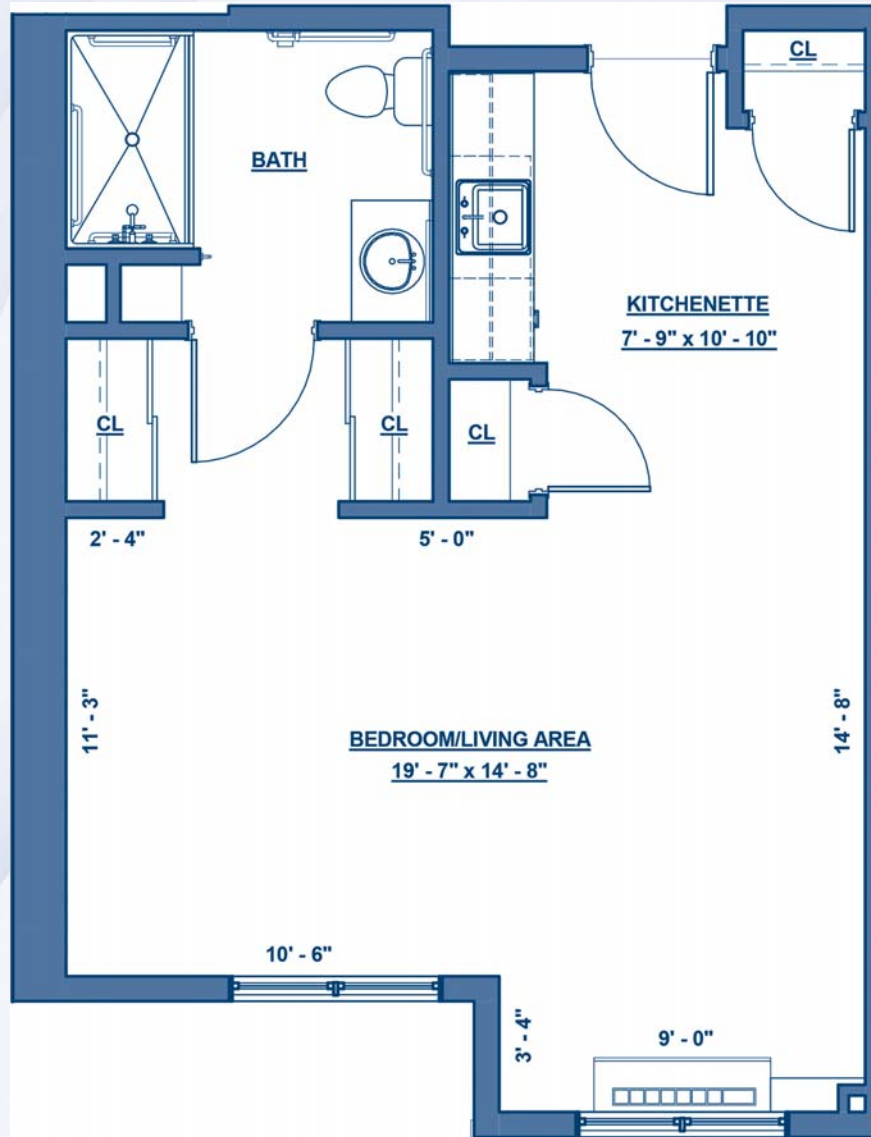 CL
BATH
KITCHENETTE
7' - 9" x 10' - 10"
CL
CL
CL
2' - 4"
5' - 0"
11' - 3"
14' - 8"
BEDROOM/LIVING AREA
19' - 7" x 14' - 8"
10' - 6"
3' - 4"
9' - 0"